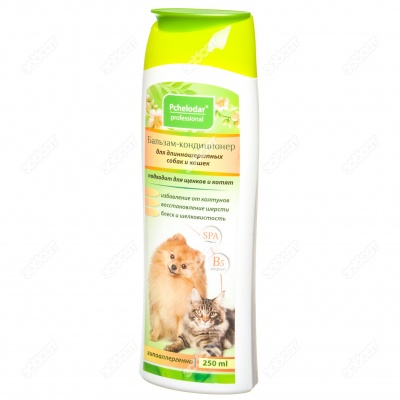 Pchelodar®
professional
Бальзам-кондиционер
для длинношерстных
собак и кошек
подходит для щенков и котят
избавление от колтунов
восстановление шерсти
блеск и шелковистость
SPA
B5
гипоаллергенно
250 ml